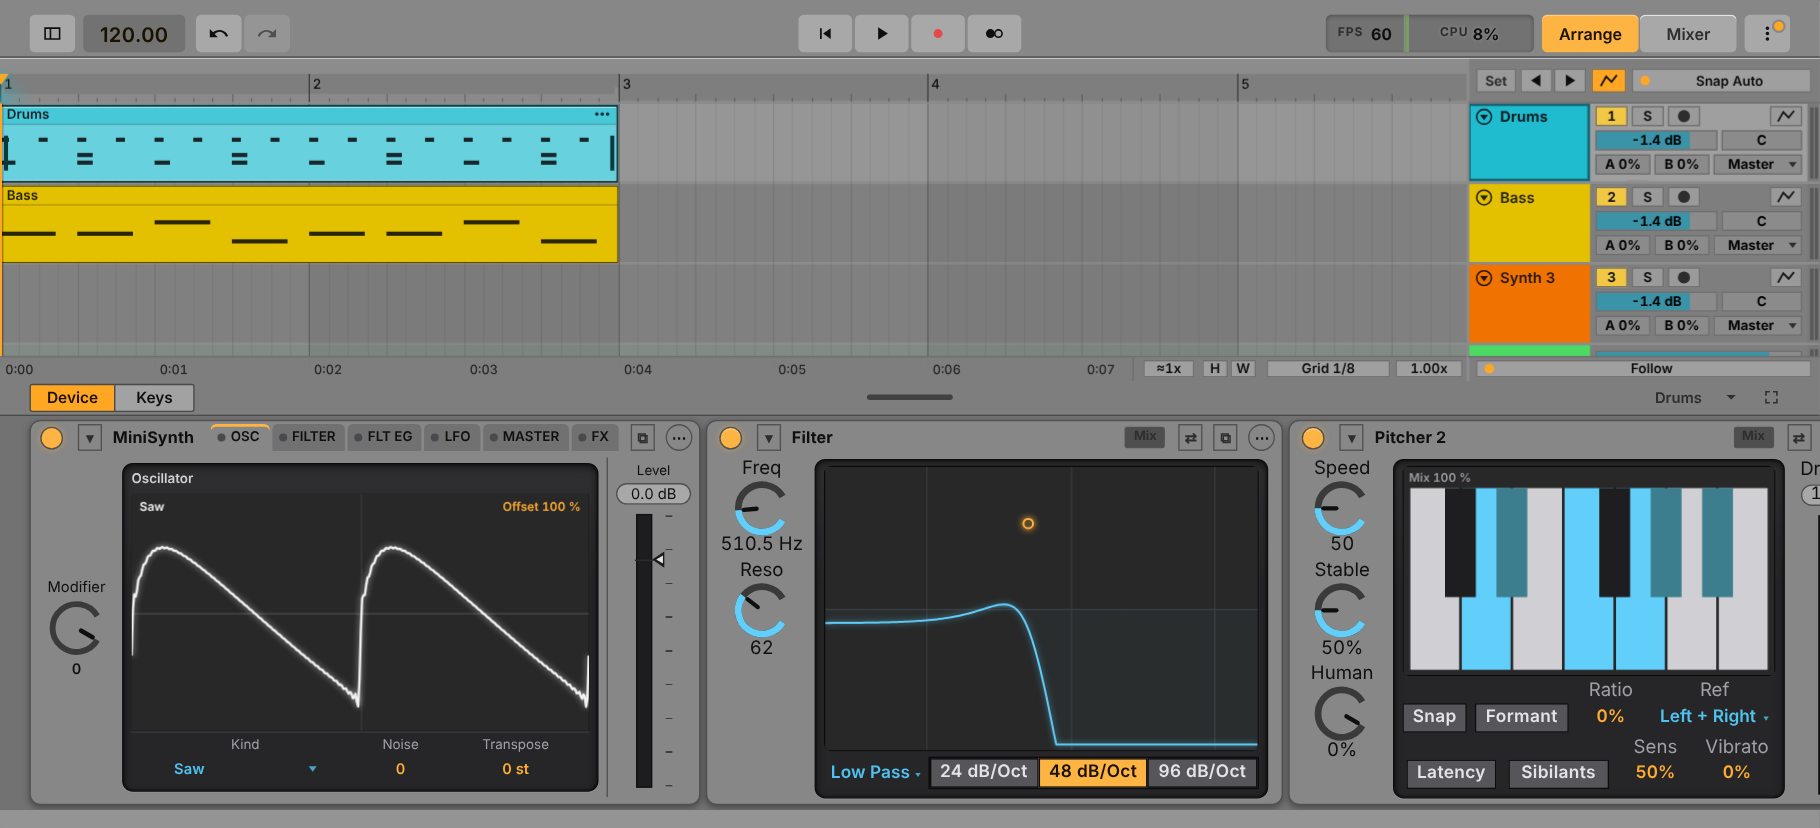 120.00
FPS 60 CPU 8%
Arrange
Mixer
1 2 3 4 5
Set
Snap Auto
Drums
Drums
1 S
-1.4 dB C
A 0% B 0% Master
Bass
Bass
2 S
-1.4 dB C
A 0% B 0% Master
Synth 3
3 S
-1.4 dB C
A 0% B 0% Master
0:00 0:01 0:02 0:03 0:04 0:05 0:06 0:07
≈1x H W Grid 1/8 1.00x
Follow
Device Keys
Drums
MiniSynth OSC FILTER FLT EG LFO MASTER FX
Modifier
0
Oscillator
Saw Offset 100 %
Kind Noise Transpose
Saw 0 0 st
Level
0.0 dB
Filter Mix
Freq
510.5 Hz
Reso
62
Low Pass 24 dB/Oct 48 dB/Oct 96 dB/Oct
Pitcher 2 Mix
Speed
50
Stable
50%
Human
0%
Mix 100 %
Ratio Ref
Snap Formant 0% Left + Right
Sens Vibrato
Latency Sibilants 50% 0%